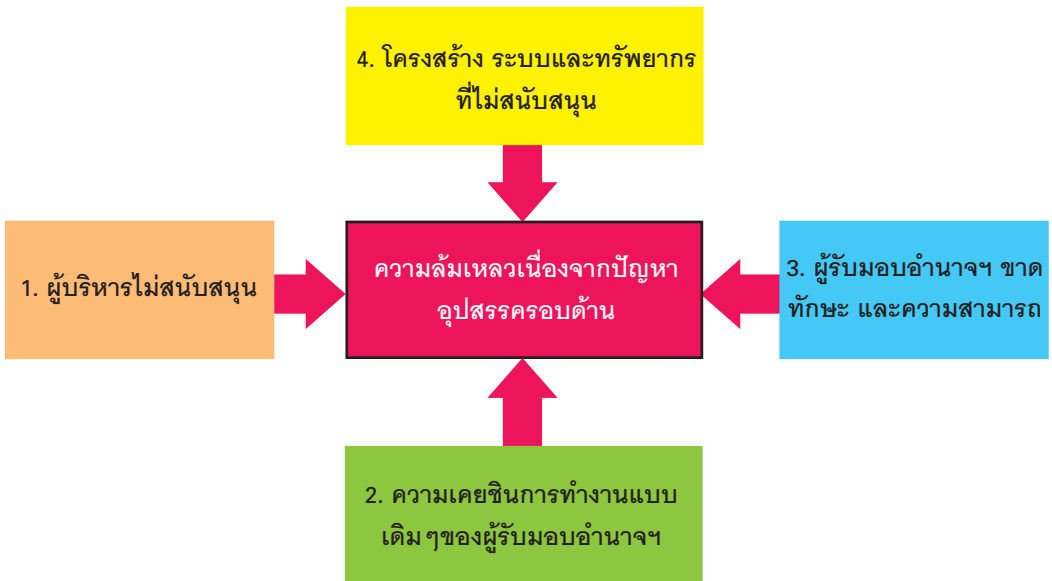 4. โครงสร้าง ระบบและทรัพยากร
ที่ไม่สนับสนุน
1. ผู้บริหารไม่สนับสนุน
ความล้มเหลวเนื่องจากปัญหา
อุปสรรครอบด้าน
3. ผู้รับมอบอำนาจฯ ขาด
ทักษะ และความสามารถ
2. ความเคยชินการทำงานแบบ
เดิมๆของผู้รับมอบอำนาจฯ